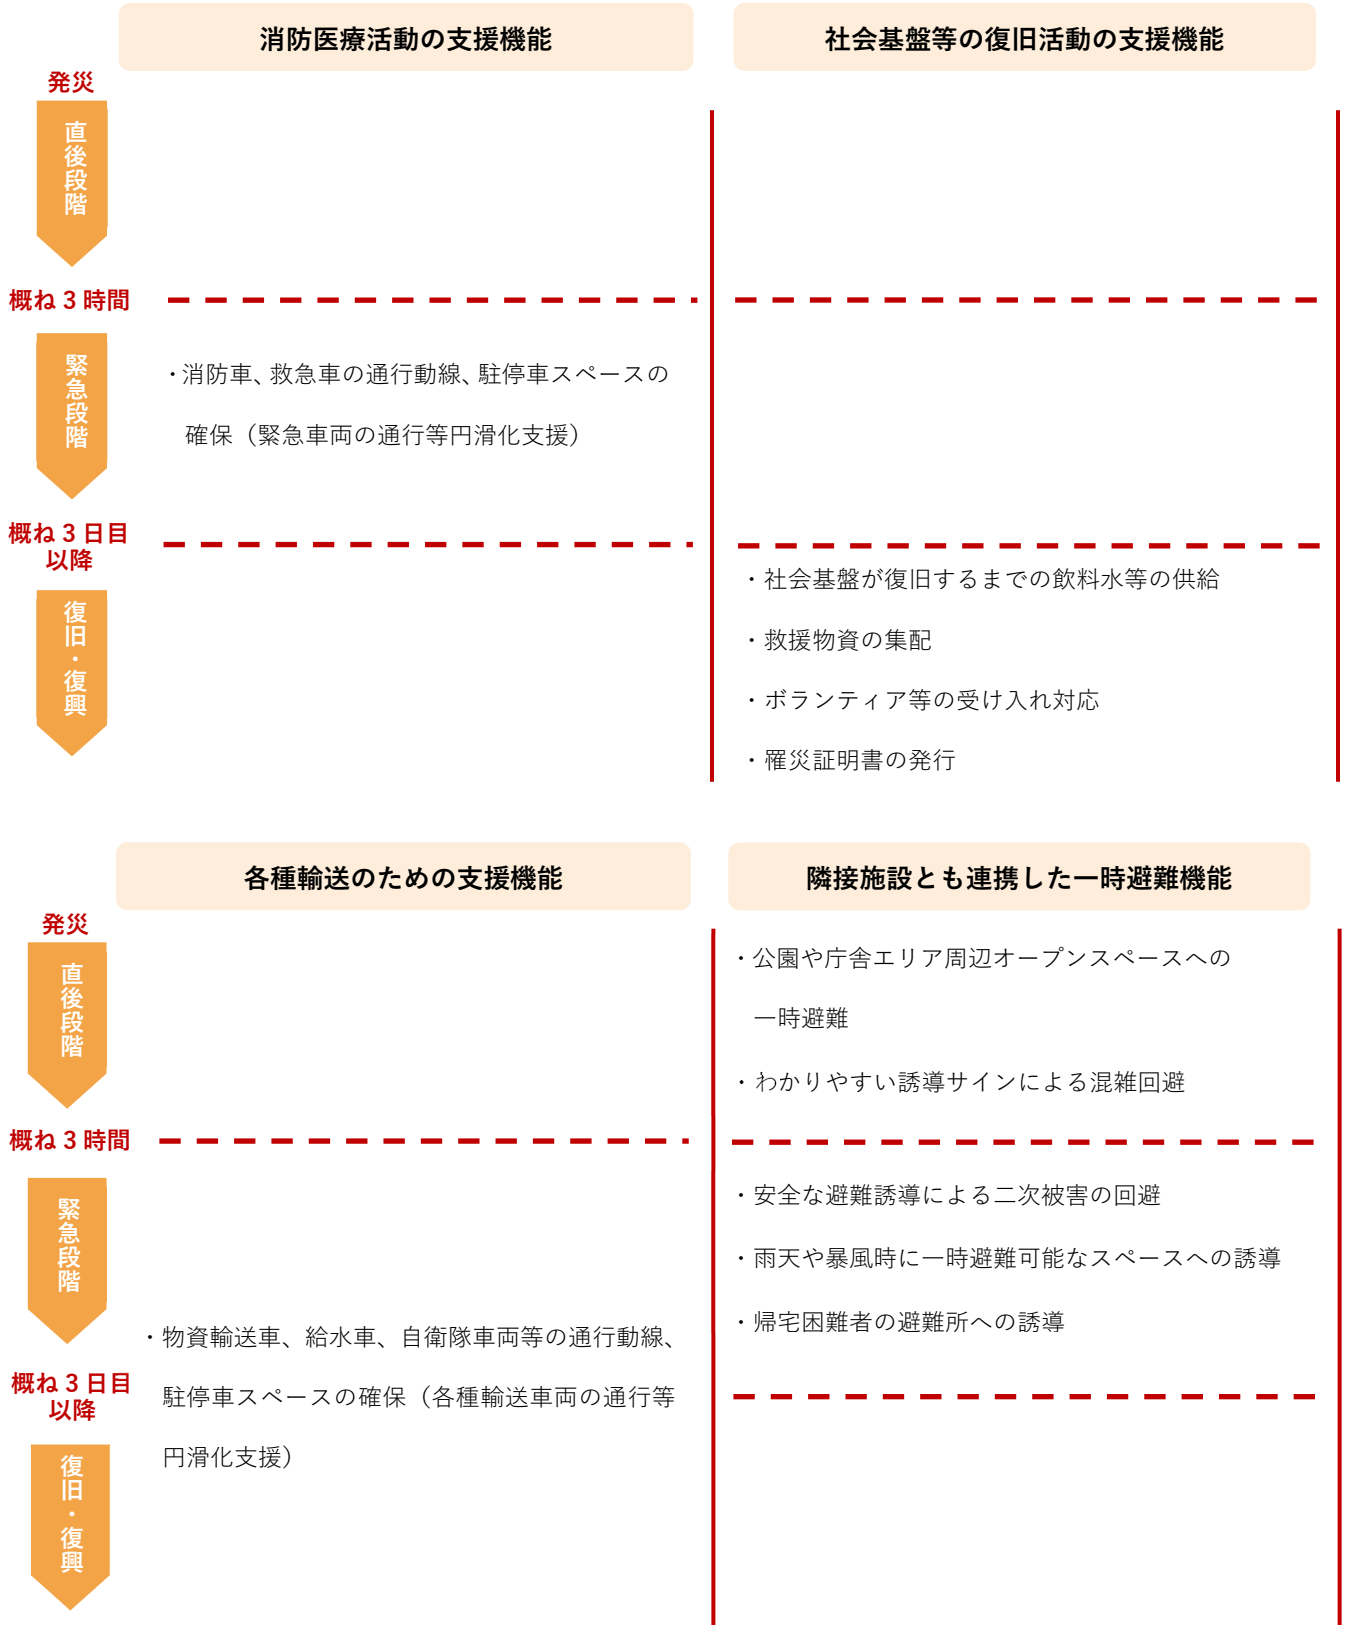 消防医療活動の支援機能
社会基盤等の復旧活動の支援機能
発災
直後段階
概ね 3 時間
緊急段階
・消防車、救急車の通行動線、駐停車スペースの
確保（緊急車両の通行等円滑化支援）
概ね 3 日目
以降
復旧・復興
・社会基盤が復旧するまでの飲料水等の供給
・救援物資の集配
・ボランティア等の受け入れ対応
・罹災証明書の発行
各種輸送のための支援機能
隣接施設とも連携した一時避難機能
発災
直後段階
・公園や庁舎エリア周辺オープンスペースへの
一時避難
・わかりやすい誘導サインによる混雑回避
概ね 3 時間
緊急段階
・安全な避難誘導による二次被害の回避
・雨天や暴風時に一時避難可能なスペースへの誘導
・帰宅困難者の避難所への誘導
・物資輸送車、給水車、自衛隊車両等の通行動線、
駐停車スペースの確保（各種輸送車両の通行等
円滑化支援）
概ね 3 日目
以降
復旧・復興